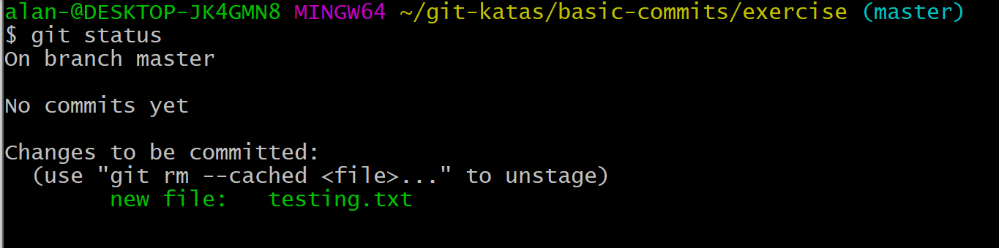 alan-@DESKTOP-JK4GMN8 MINGW64 ~/git-katas/basic-commits/exercise (master)
$ git status
On branch master
No commits yet
Changes to be committed:
  (use "git rm --cached <file>..." to unstage)
        new file:   testing.txt